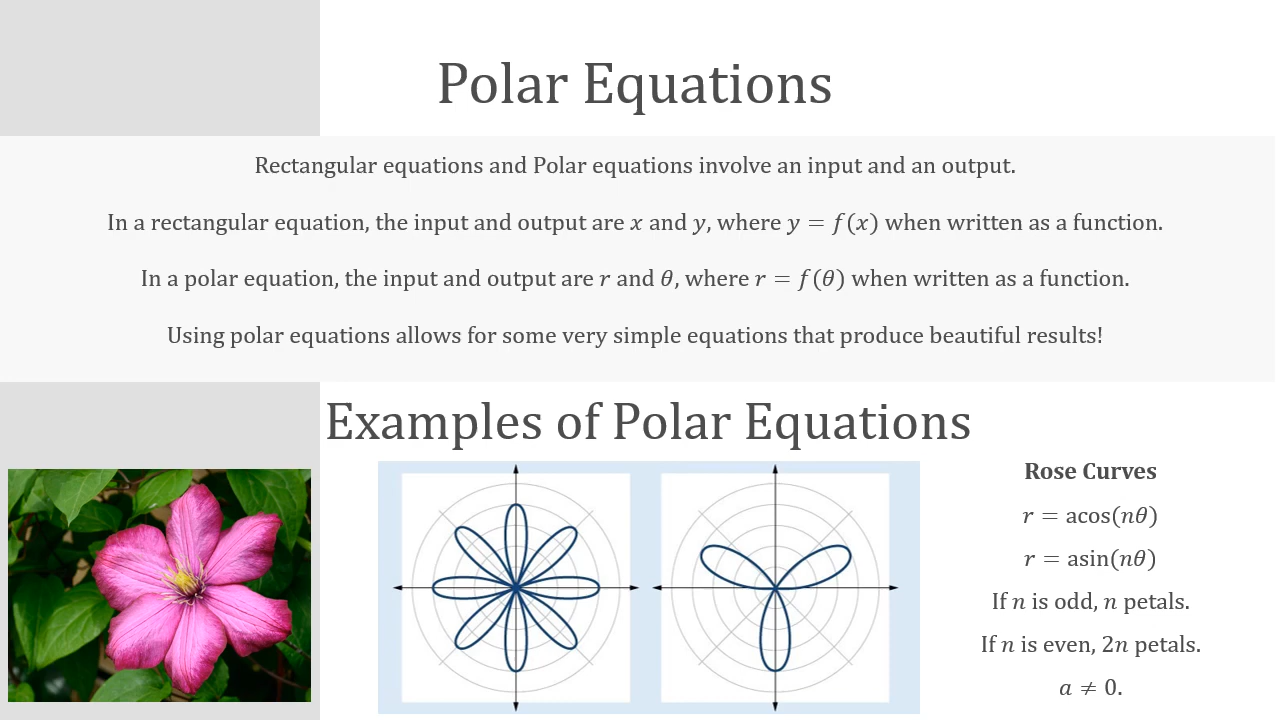 Polar Equations
Rectangular equations and Polar equations involve an input and an output.
In a rectangular equation, the input and output are x and y, where y = f(x) when written as a function.
In a polar equation, the input and output are r and θ, where r = f(θ) when written as a function.
Using polar equations allows for some very simple equations that produce beautiful results!
Examples of Polar Equations
Rose Curves
r = acos(nθ)
r = asin(nθ)
If n is odd, n petals.
If n is even, 2n petals.
a ≠ 0.